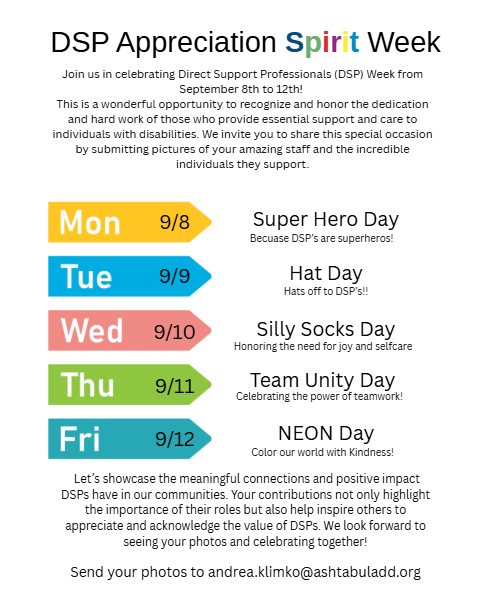 DSP Appreciation Spirit Week
Join us in celebrating Direct Support Professionals (DSP) Week from
September 8th to 12th!
This is a wonderful opportunity to recognize and honor the dedication
and hard work of those who provide essential support and care to
individuals with disabilities. We invite you to share this special occasion
by submitting pictures of your amazing staff and the incredible
individuals they support.
Mon 9/8 Super Hero Day
Becuase DSP's are superheros!
Tue 9/9 Hat Day
Hats off to DSP's!!
Wed 9/10 Silly Socks Day
Honoring the need for joy and selfcare
Thu 9/11 Team Unity Day
Celebrating the power of teamwork!
Fri 9/12 NEON Day
Color our world with Kindness!
Let's showcase the meaningful connections and positive impact
DSPs have in our communities. Your contributions not only highlight
the importance of their roles but also help inspire others to
appreciate and acknowledge the value of DSPs. We look forward to
seeing your photos and celebrating together!
Send your photos to andrea.klimko@ashtabuladd.org